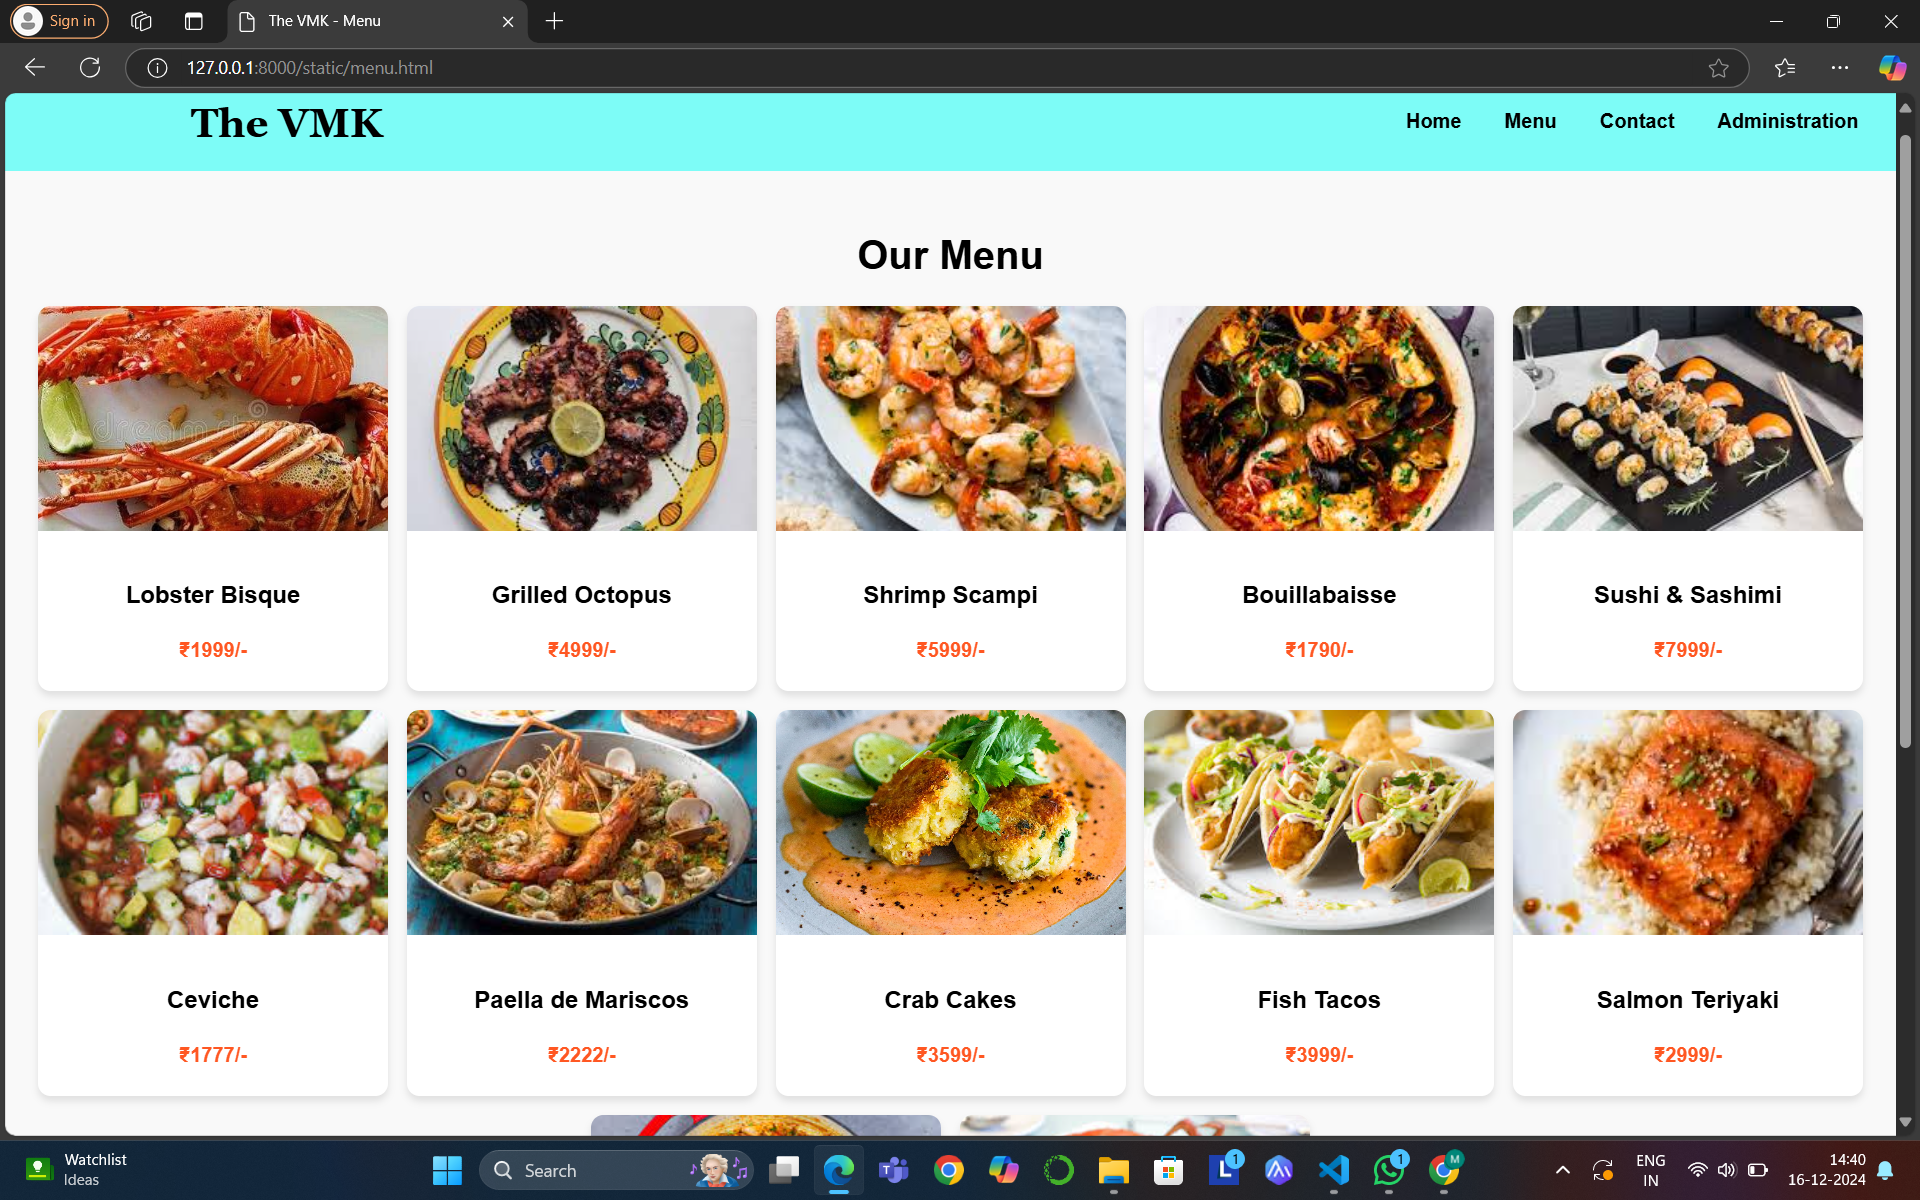 Sign in
The VMK - Menu
127.0.0.1:8000/static/menu.html
The VMK
Home Menu Contact Administration
Our Menu
dreamst
Lobster Bisque Grilled Octopus Shrimp Scampi Bouillabaisse Sushi & Sashimi
₹1999/- ₹4999/- ₹5999/- ₹1790/- ₹7999/-
Ceviche Paella de Mariscos Crab Cakes Fish Tacos Salmon Teriyaki
₹1777/- ₹2222/- ₹3599/- ₹3999/- ₹2999/-
Watchlist
Ideas
Search
L 1
1
M
ENG
IN
14:40
16-12-2024